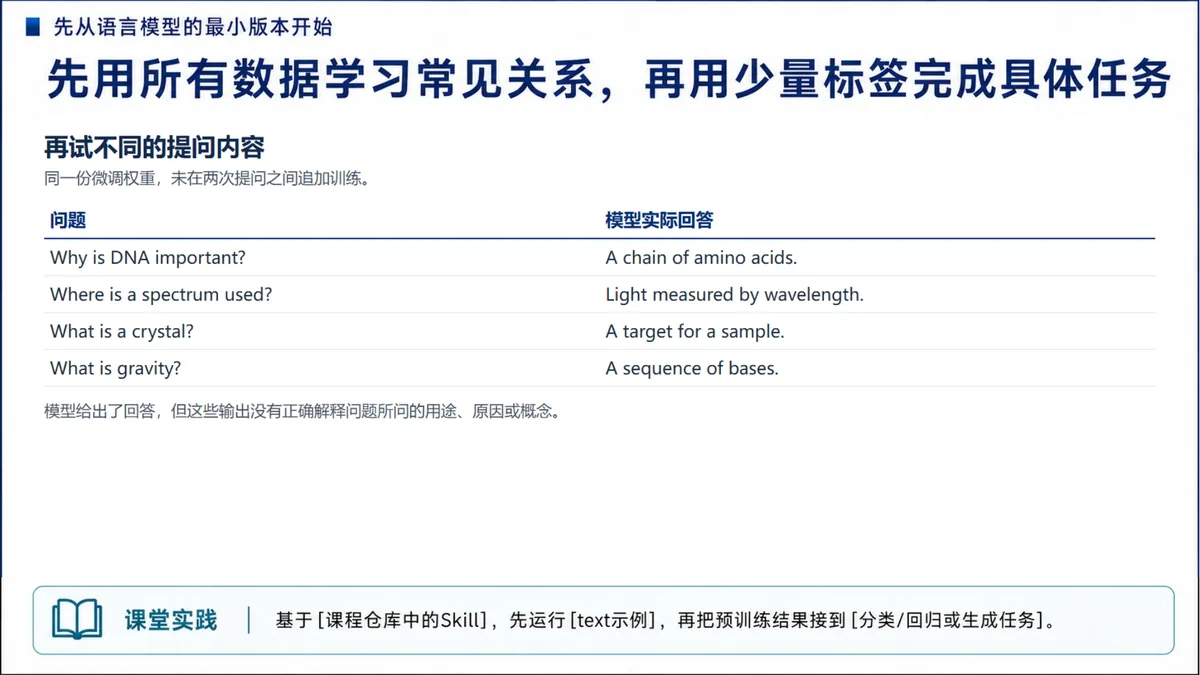 先从语言模型的最小版本开始
先用所有数据学习常见关系，再用少量标签完成具体任务
再试不同的提问内容
同一份微调权重，未在两次提问之间追加训练。
问题 模型实际回答
Why is DNA important? A chain of amino acids.
Where is a spectrum used? Light measured by wavelength.
What is a crystal? A target for a sample.
What is gravity? A sequence of bases.
模型给出了回答，但这些输出没有正确解释问题所问的用途、原因或概念。
课堂实践 | 基于 [课程仓库中的Skill]，先运行 [text示例]，再把预训练结果接到 [分类/回归或生成任务]。